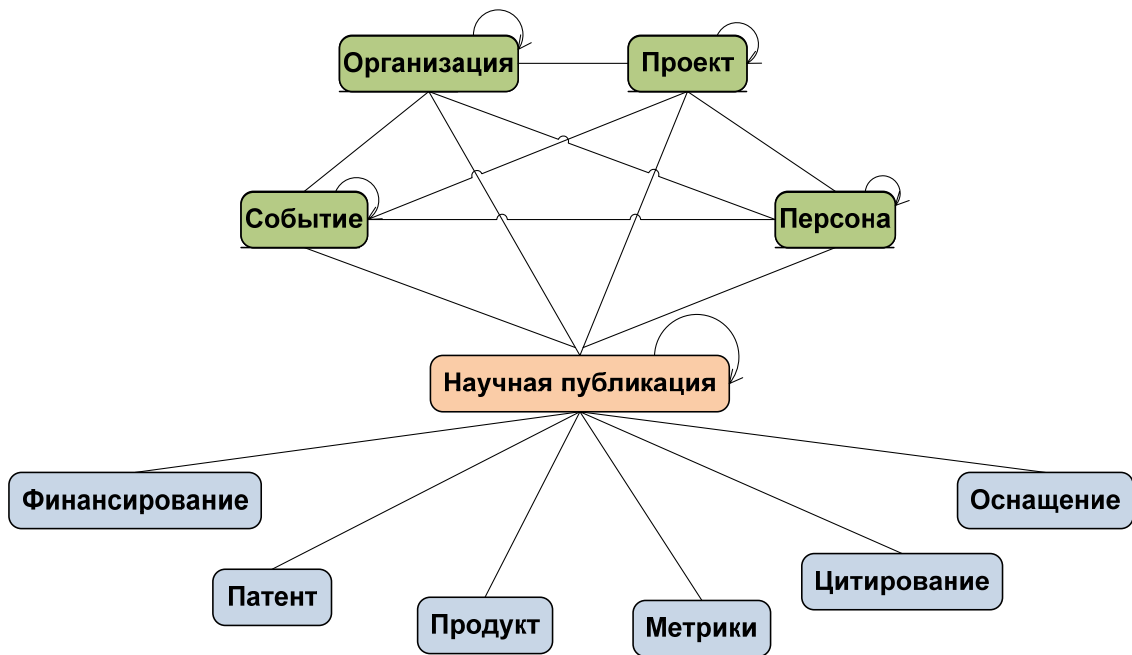 Организация
Проект
Событие
Персона
Научная публикация
Финансирование
Оснащение
Патент
Цитирование
Продукт
Метрики